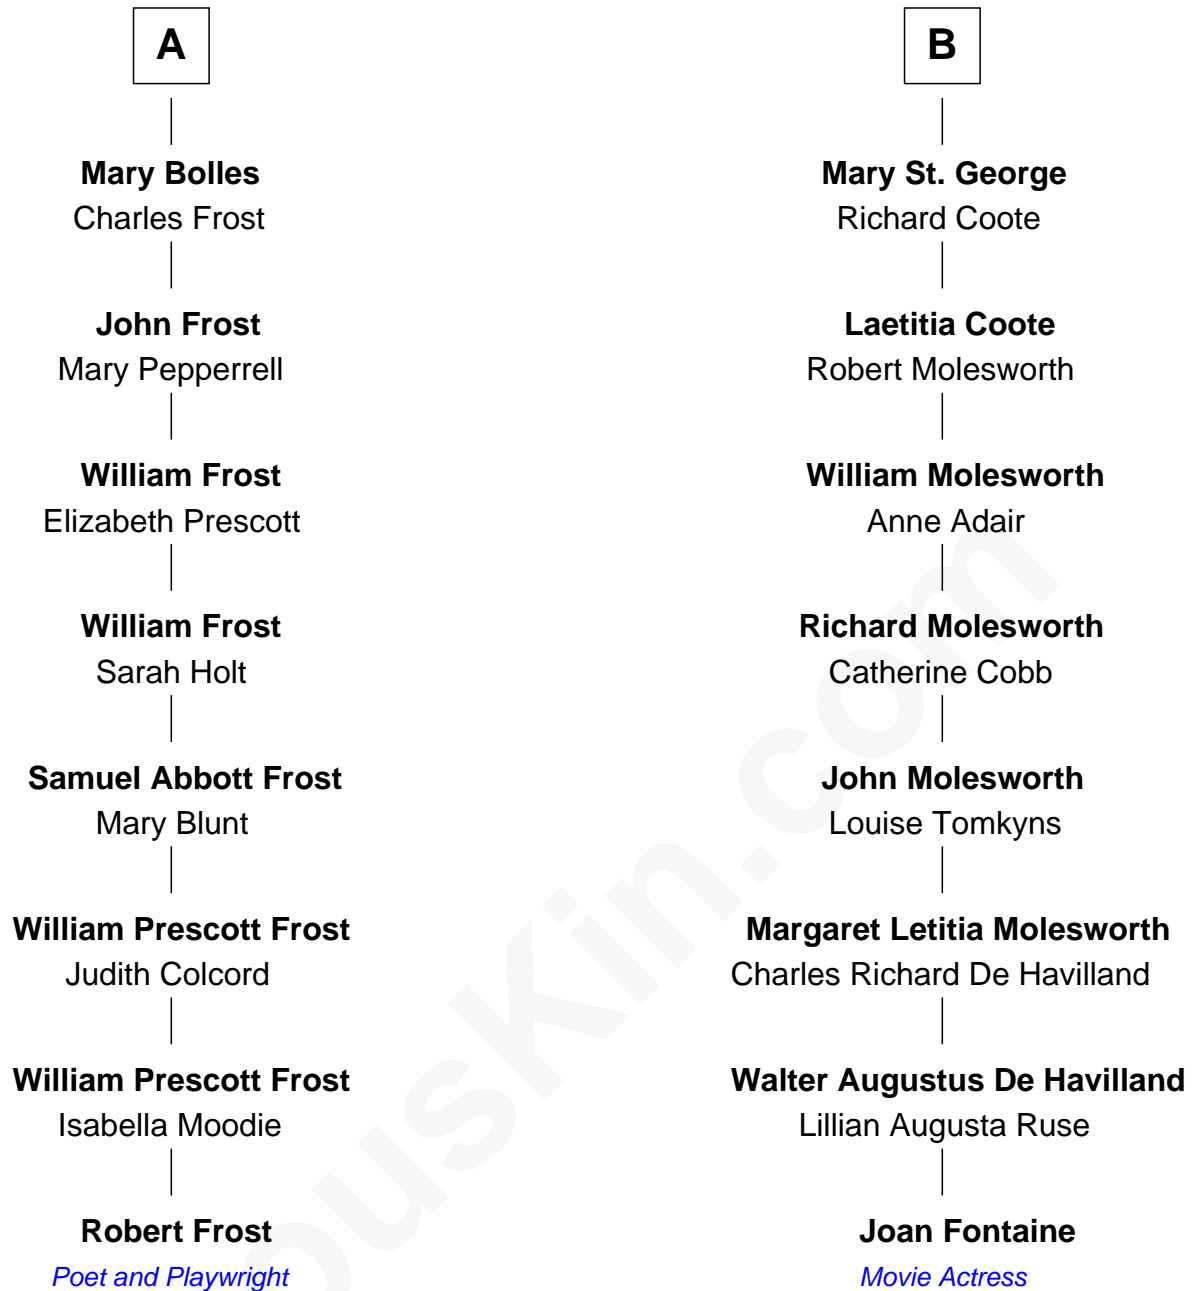 A
Mary Bolles
Charles Frost
John Frost
Mary Pepperrell
William Frost
Elizabeth Prescott
William Frost
Sarah Holt
Samuel Abbott Frost
Mary Blunt
William Prescott Frost
Judith Colcord
William Prescott Frost
Isabella Moodie
Robert Frost
Poet and Playwright
B
Mary St. George
Richard Coote
Laetitia Coote
Robert Molesworth
William Molesworth
Anne Adair
Richard Molesworth
Catherine Cobb
John Molesworth
Louise Tomkyns
Margaret Letitia Molesworth
Charles Richard De Havilland
Walter Augustus De Havilland
Lillian Augusta Ruse
Joan Fontaine
Movie Actress
ousKin.com